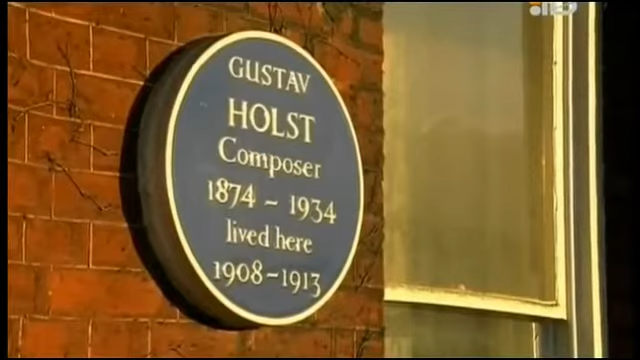 GUSTAV
HOLST
Composer
1874 - 1934
lived here
1908-1913